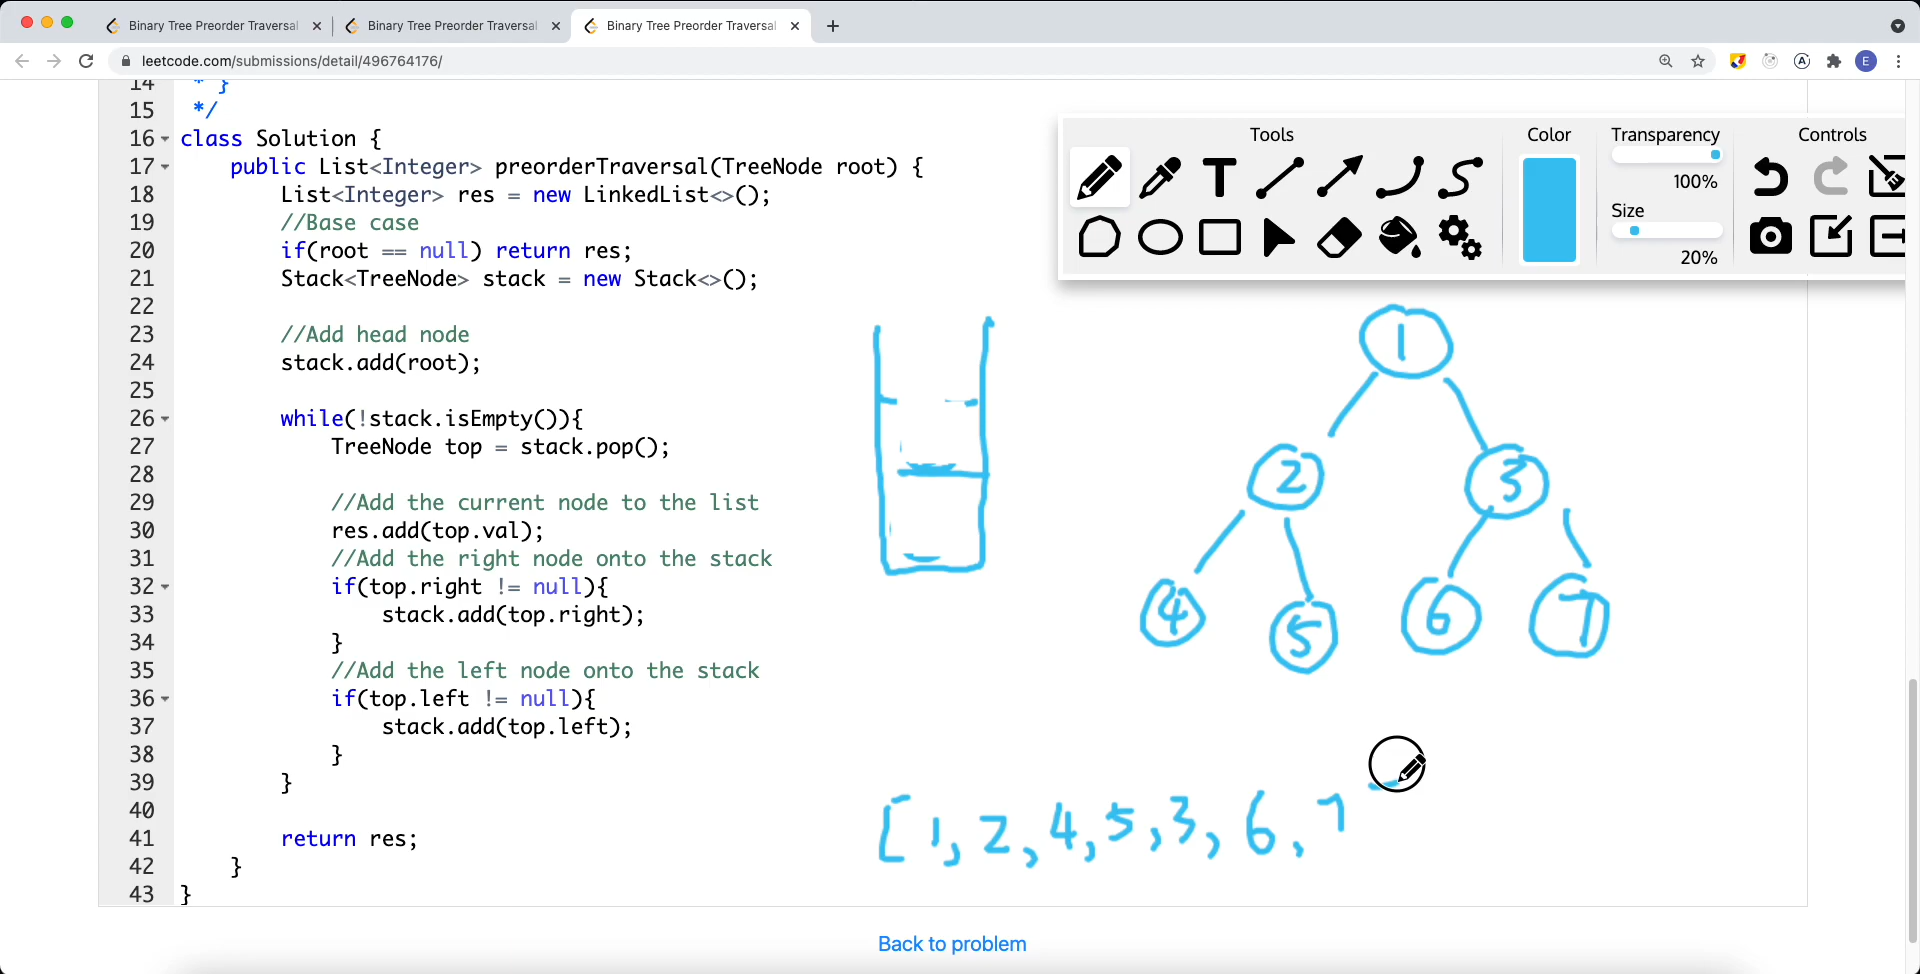 Binary Tree Preorder Traversal
Binary Tree Preorder Traversal
Binary Tree Preorder Traversal
leetcode.com/submissions/detail/496764176/
E
14 * }
15 */
16 class Solution {
17 public List<Integer> preorderTraversal(TreeNode root) {
18 List<Integer> res = new LinkedList<>();
19 //Base case
20 if(root == null) return res;
21 Stack<TreeNode> stack = new Stack<>();
22
23 //Add head node
24 stack.add(root);
25
26 while(!stack.isEmpty()){
27 TreeNode top = stack.pop();
28
29 //Add the current node to the list
30 res.add(top.val);
31 //Add the right node onto the stack
32 if(top.right != null){
33 stack.add(top.right);
34 }
35 //Add the left node onto the stack
36 if(top.left != null){
37 stack.add(top.left);
38 }
39 }
40
41 return res;
42 }
43 }
Tools
Color
Transparency
100%
Size
20%
Controls
1
2 3
4 5 6 7
[1, 2, 4, 5, 3, 6, 7
Back to problem